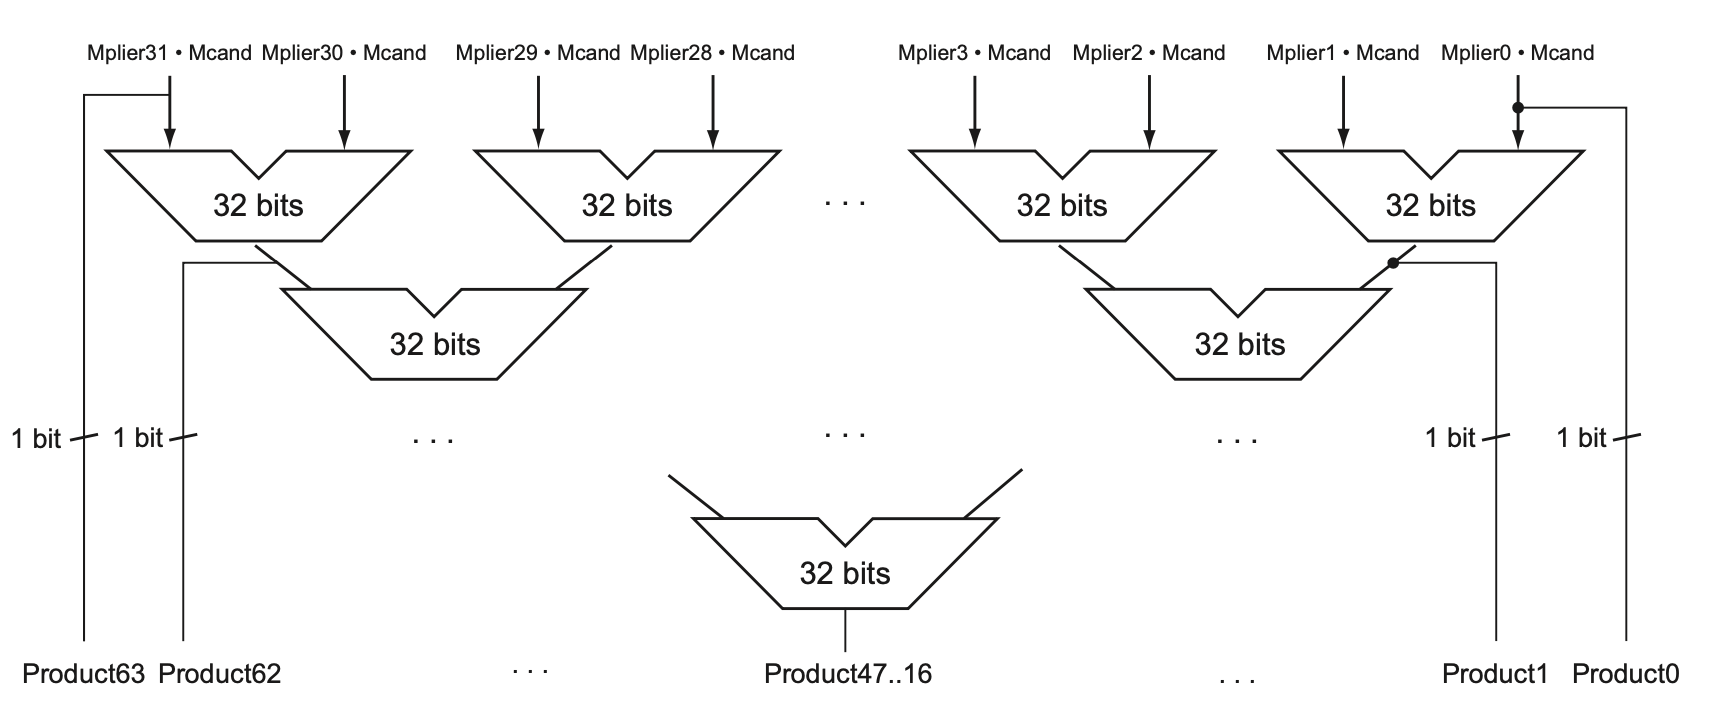 Mplier31 • Mcand Mplier30 • Mcand Mplier29 • Mcand Mplier28 • Mcand Mplier3 • Mcand Mplier2 • Mcand Mplier1 • Mcand Mplier0 • Mcand
32 bits 32 bits . . . 32 bits 32 bits
32 bits 32 bits
1 bit 1 bit . . . . . . . . . 1 bit 1 bit
32 bits
Product63 Product62 . . . Product47..16 . . . Product1 Product0